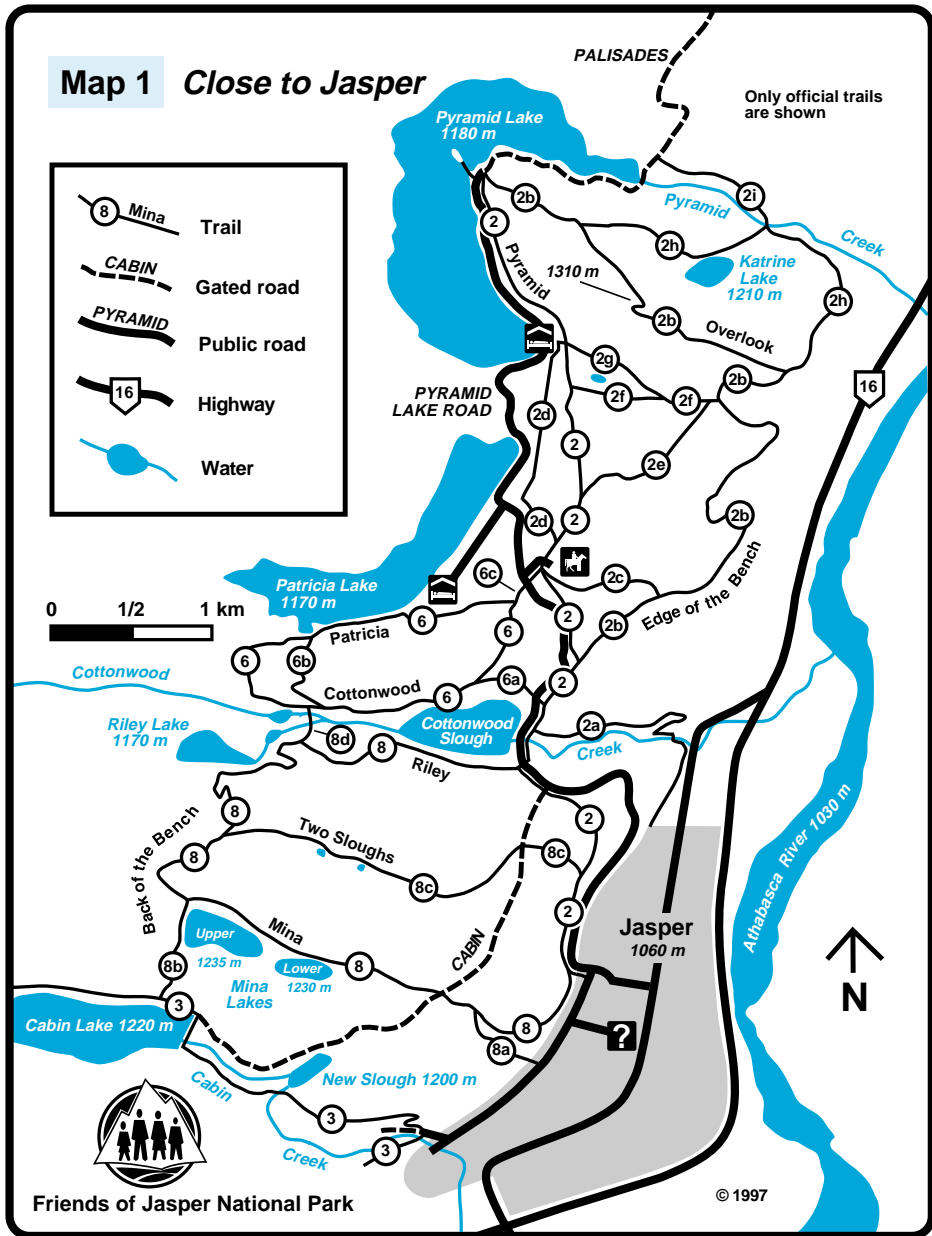 Map 1 Close to Jasper
PALISADES
Only official trails
are shown
Pyramid Lake
1180 m
8 Mina
Trail
CABIN
Gated road
PYRAMID
Public road
16
Highway
Water
2i
2b
2
Pyramid
Pyramid
Creek
2h
Katrine
Lake
1210 m
1310 m
2h
2b
Overlook
2g
2b
16
PYRAMID
LAKE ROAD
2f
2f
2d
2
2e
2d
2
2b
6c
2c
Patricia Lake
1170 m
0 1/2 1 km
6
Patricia
6
2
2b
Edge of the Bench
6
6b
Cottonwood
Cottonwood
6
6a
2
Riley Lake
1170 m
Cottonwood
Slough
2a
Creek
8d
8
Riley
8
Back of the Bench
8
Two Sloughs
8c
8c
2
2
Athabasca River 1030 m
Upper
1235 m
Mina
Lower
1230 m
Mina
Lakes
8
CABIN
Jasper
1060 m
8b
3
Cabin Lake 1220 m
8
8a
?
N
New Slough 1200 m
Cabin
3
Creek
3
Friends of Jasper National Park
© 1997